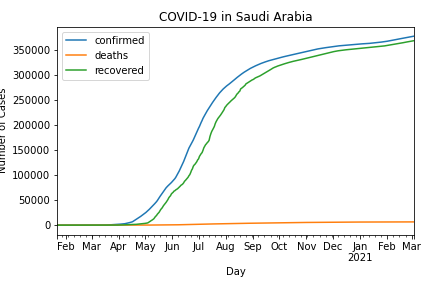 COVID-19 in Saudi Arabia
confirmed
deaths
recovered
350000
300000
250000
200000
150000
100000
50000
0
Number of Cases
Feb Mar Apr May Jun Jul Aug Sep Oct Nov Dec Jan Feb Mar
2021
Day